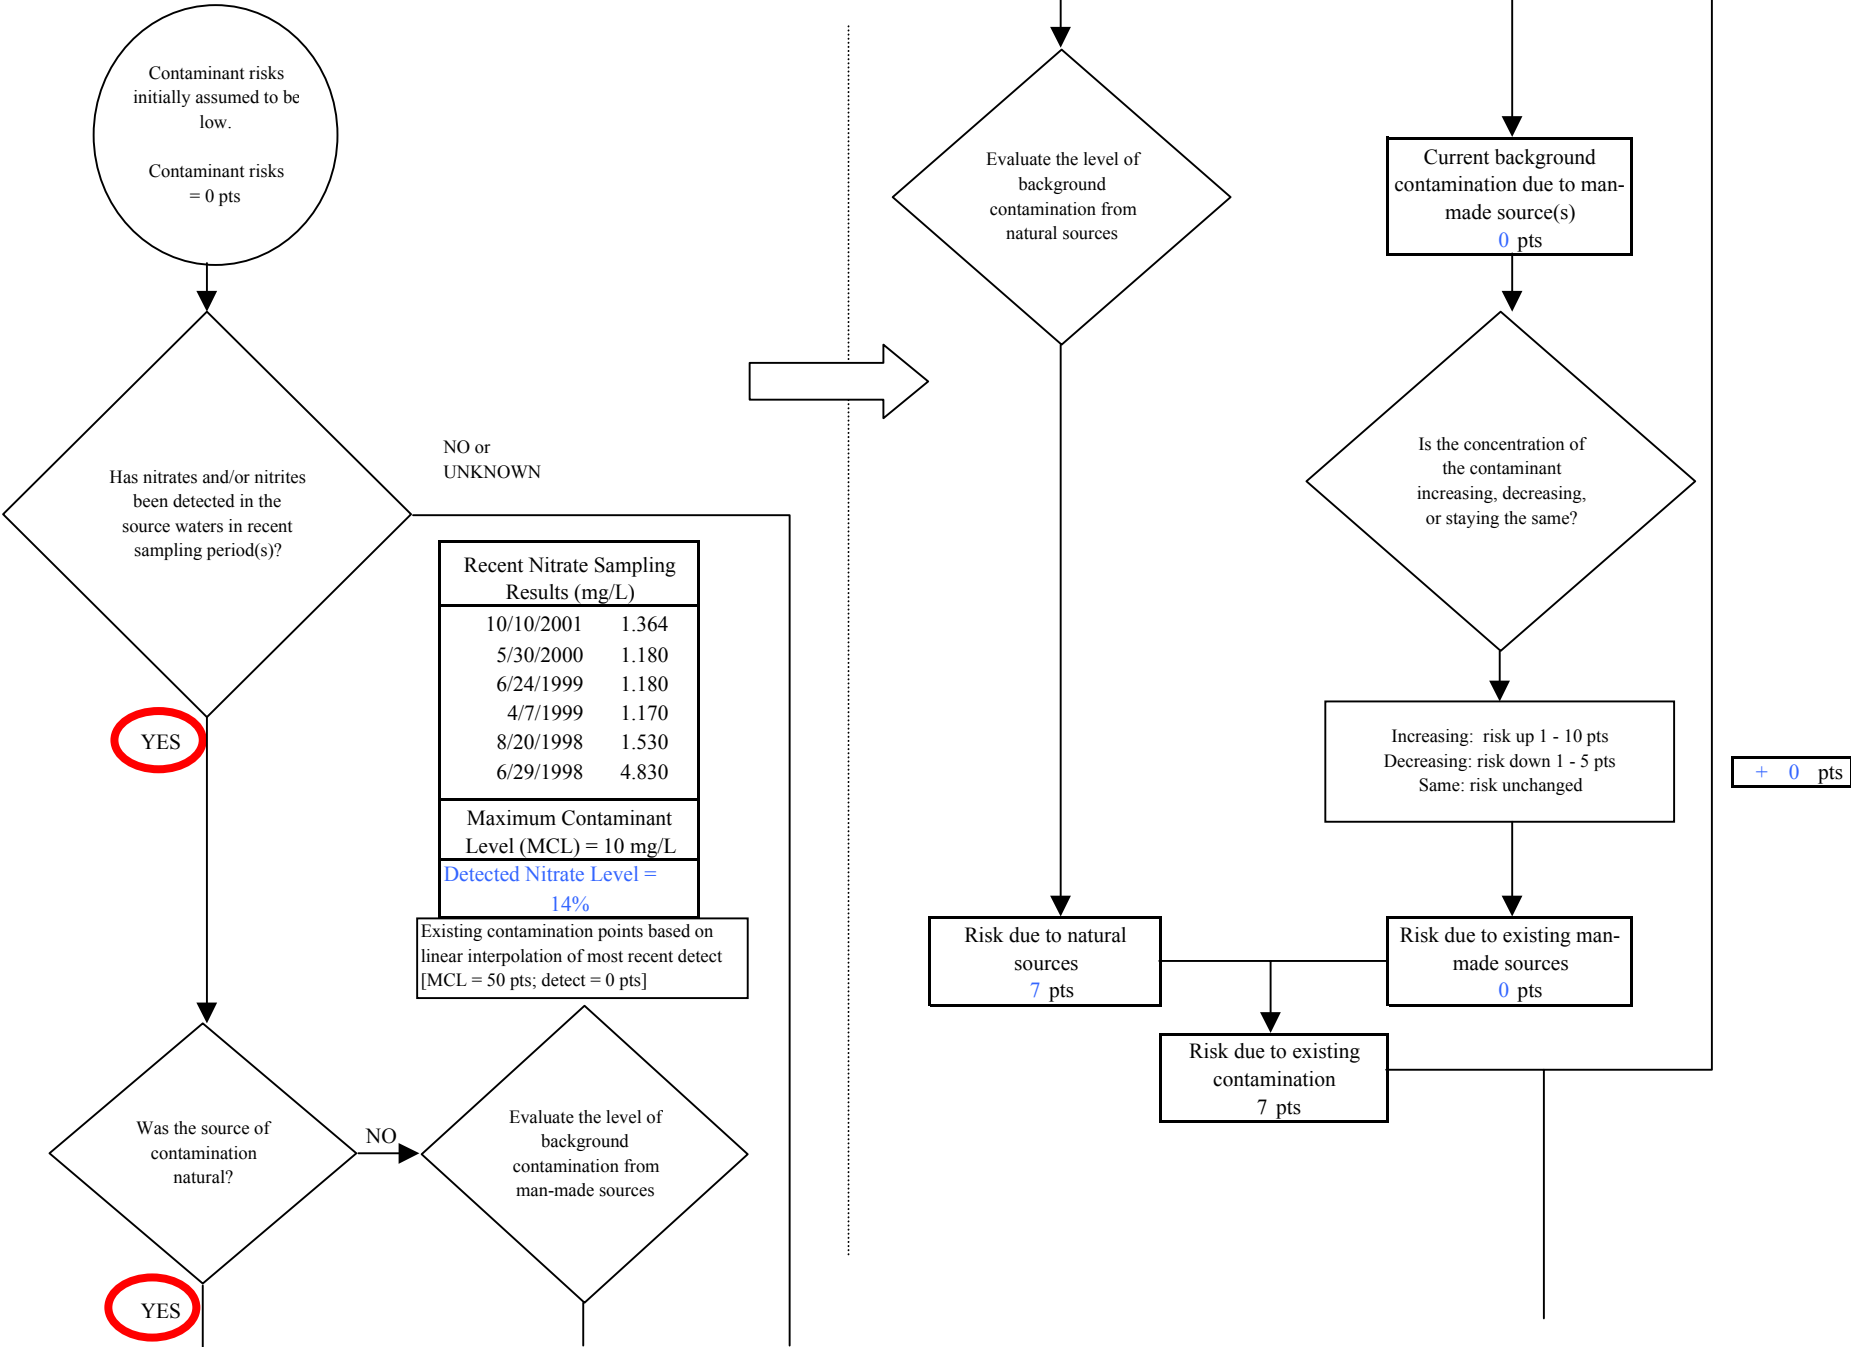 Contaminant risks
initially assumed to be
low.
Contaminant risks
= 0 pts
Has nitrates and/or nitrites
been detected in the
source waters in recent
sampling period(s)?
NO or
UNKNOWN
YES
Recent Nitrate Sampling
Results (mg/L)
10/10/2001 1.364
5/30/2000 1.180
6/24/1999 1.180
4/7/1999 1.170
8/20/1998 1.530
6/29/1998 4.830
Maximum Contaminant
Level (MCL) = 10 mg/L
Detected Nitrate Level =
14%
Existing contamination points based on
linear interpolation of most recent detect
[MCL = 50 pts; detect = 0 pts]
Was the source of
contamination
natural?
NO
YES
Evaluate the level of
background
contamination from
man-made sources
Evaluate the level of
background
contamination from
natural sources
Current background
contamination due to man-
made source(s)
0 pts
Is the concentration of
the contaminant
increasing, decreasing,
or staying the same?
Increasing: risk up 1 - 10 pts
Decreasing: risk down 1 - 5 pts
Same: risk unchanged
+ 0 pts
Risk due to natural
sources
7 pts
Risk due to existing man-
made sources
0 pts
Risk due to existing
contamination
7 pts